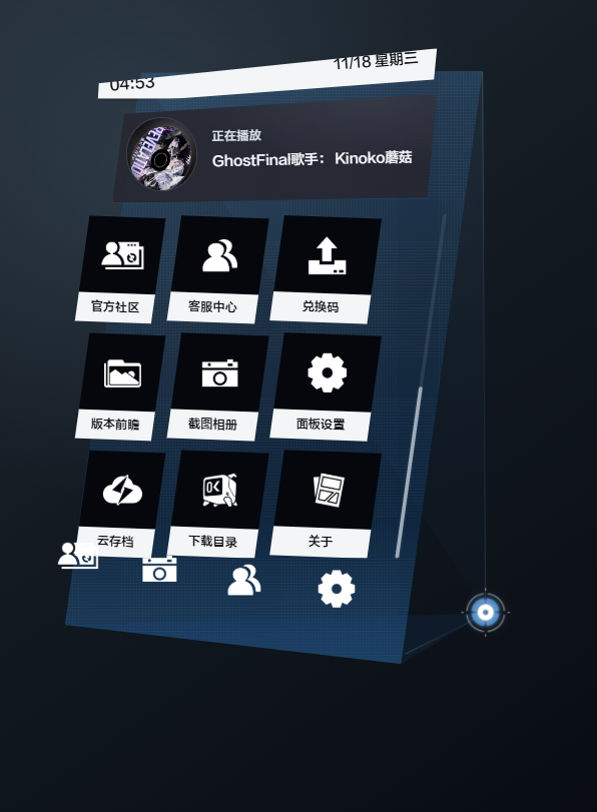 04:53
11/18 星期三
正在播放
GhostFinal歌手： Kinoko蘑菇
官方社区
客服中心
兑换码
版本前瞻
截图相册
面板设置
云存档
下载目录
关于